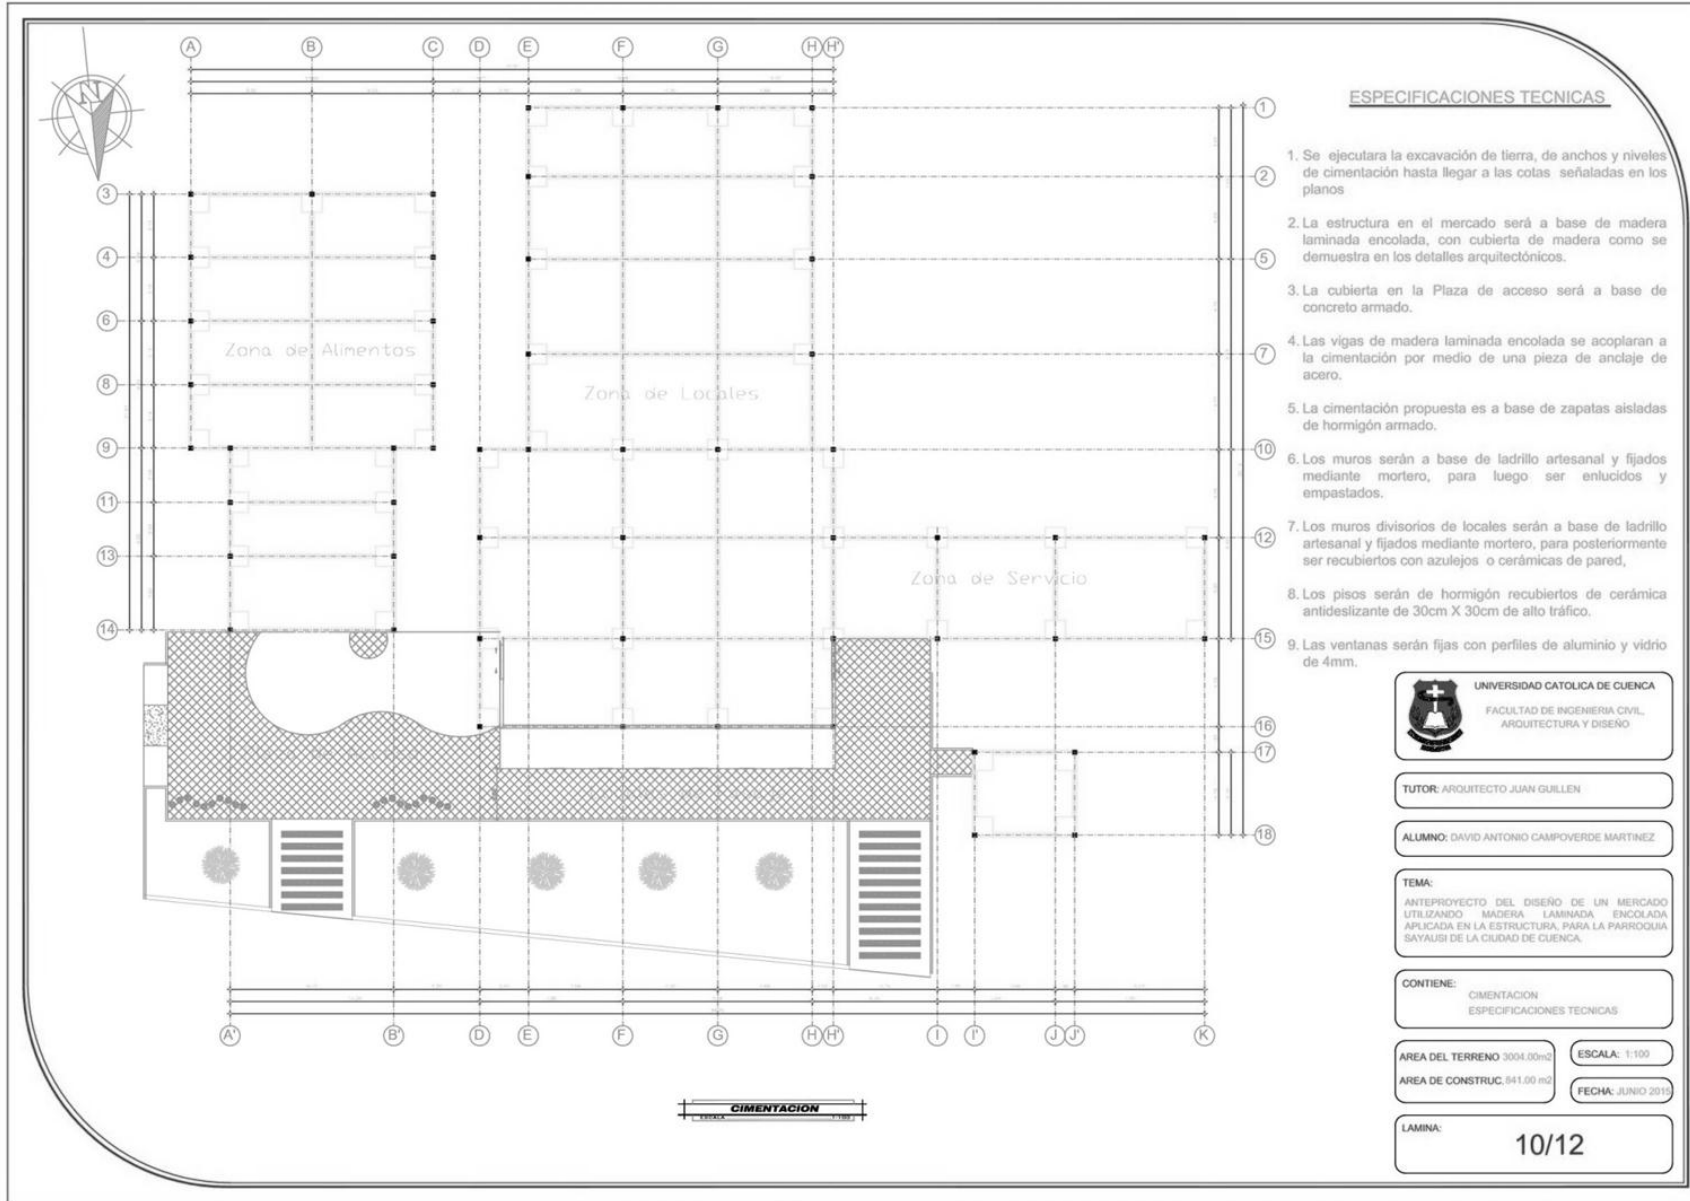 N
A B C D E F G H H'
1
2
3
4
5
6
7
8
9
10
11
12
13
14
15
16
17
18
Zona de Alimentos
Zona de Locales
Zona de Servicio
A' B' D E F G H H' I I' J J' K
CIMENTACION
ESCALA 1:100
ESPECIFICACIONES TECNICAS
1. Se ejecutara la excavación de tierra, de anchos y niveles
de cimentación hasta llegar a las cotas señaladas en los
planos
2. La estructura en el mercado será a base de madera
laminada encolada, con cubierta de madera como se
demuestra en los detalles arquitectónicos.
3. La cubierta en la Plaza de acceso será a base de
concreto armado.
4. Las vigas de madera laminada encolada se acoplaran a
la cimentación por medio de una pieza de anclaje de
acero.
5. La cimentación propuesta es a base de zapatas aisladas
de hormigón armado.
6. Los muros serán a base de ladrillo artesanal y fijados
mediante mortero, para luego ser enlucidos y
empastados.
7. Los muros divisorios de locales serán a base de ladrillo
artesanal y fijados mediante mortero, para posteriormente
ser recubiertos con azulejos o cerámicas de pared,
8. Los pisos serán de hormigón recubiertos de cerámica
antideslizante de 30cm X 30cm de alto tráfico.
9. Las ventanas serán fijas con perfiles de aluminio y vidrio
de 4mm.
UNIVERSIDAD CATOLICA DE CUENCA
FACULTAD DE INGENIERIA CIVIL,
ARQUITECTURA Y DISEÑO
TUTOR: ARQUITECTO JUAN GUILLEN
ALUMNO: DAVID ANTONIO CAMPOVERDE MARTINEZ
TEMA:
ANTEPROYECTO DEL DISEÑO DE UN MERCADO
UTILIZANDO MADERA LAMINADA ENCOLADA
APLICADA EN LA ESTRUCTURA, PARA LA PARROQUIA
SAYAUSI DE LA CIUDAD DE CUENCA.
CONTIENE:
CIMENTACION
ESPECIFICACIONES TECNICAS
AREA DEL TERRENO 3004.00m2
AREA DE CONSTRUC. 841.00 m2
ESCALA: 1:100
FECHA: JUNIO 2015
LAMINA:
10/12